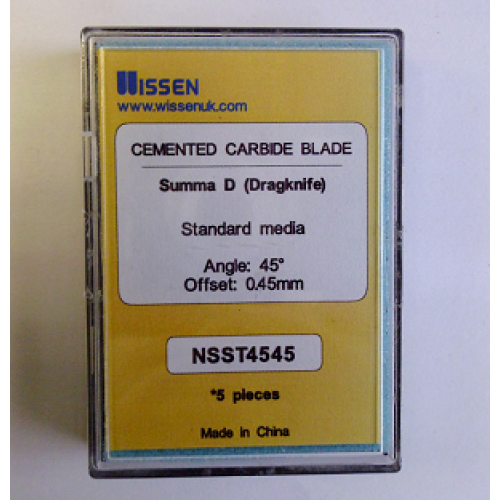 WISSEN
www.wissenuk.com
CEMENTED CARBIDE BLADE
Summa D (Dragknife)
Standard media
Angle: 45°
Offset: 0.45mm
NSST4545
*5 pieces
Made in China